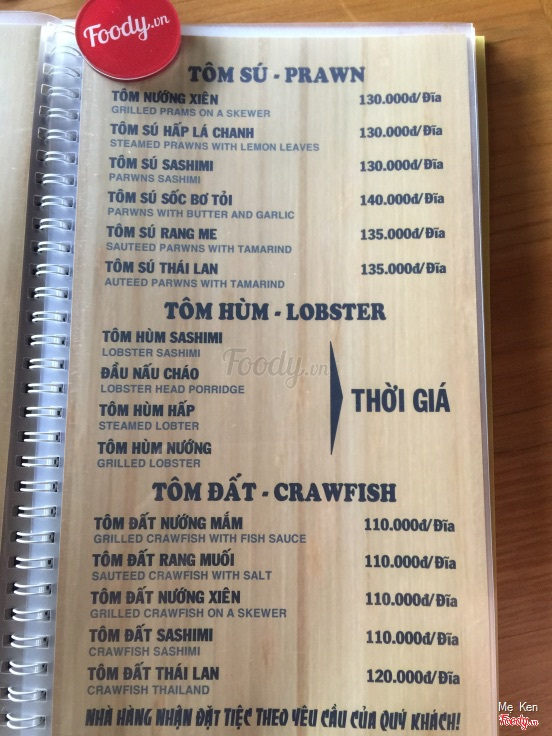 Foody.vn
TÔM SÚ - PRAWN
TÔM NƯỚNG XIÊN 130.000đ/Đĩa
GRILLED PRAMS ON A SKEWER
TÔM SÚ HẤP LÁ CHANH 130.000đ/Đĩa
STEAMED PRAWNS WITH LEMON LEAVES
TÔM SÚ SASHIMI 130.000đ/Đĩa
PARWNS SASHIMI
TÔM SÚ SỐC BƠ TỎI 140.000đ/Đĩa
PARWNS WITH BUTTER AND GARLIC
TÔM SÚ RANG ME 135.000đ/Đĩa
SAUTEED PARWNS WITH TAMARIND
TÔM SÚ THÁI LAN 135.000đ/Đĩa
AUTEED PARWNS WITH TAMARIND
TÔM HÙM - LOBSTER
TÔM HÙM SASHIMI
LOBSTER SASHIMI
Foody.vn
ĐẦU NẤU CHÁO
LOBSTER HEAD PORRIDGE
THỜI GIÁ
TÔM HÙM HẤP
STEAMED LOBTER
TÔM HÙM NƯỚNG
GRILLED LOBSTER
TÔM ĐẤT - CRAWFISH
TÔM ĐẤT NƯỚNG MẮM 110.000đ/Đĩa
GRILLED CRAWFISH WITH FISH SAUCE
TÔM ĐẤT RANG MUỐI 110.000đ/Đĩa
SAUTEED CRAWFISH WITH SALT
TÔM ĐẤT NƯỚNG XIÊN 110.000đ/Đĩa
GRILLED CRAWFISH ON A SKEWER
TÔM ĐẤT SASHIMI 110.000đ/Đĩa
CRAWFISH SASHIMI
TÔM ĐẤT THÁI LAN 120.000đ/Đĩa
CRAWFISH THAILAND
NHÀ HÀNG NHẬN ĐẶT TIỆC THEO YÊU CẦU CỦA QUÝ KHÁCH!
Mẹ Ken
Foody.vn